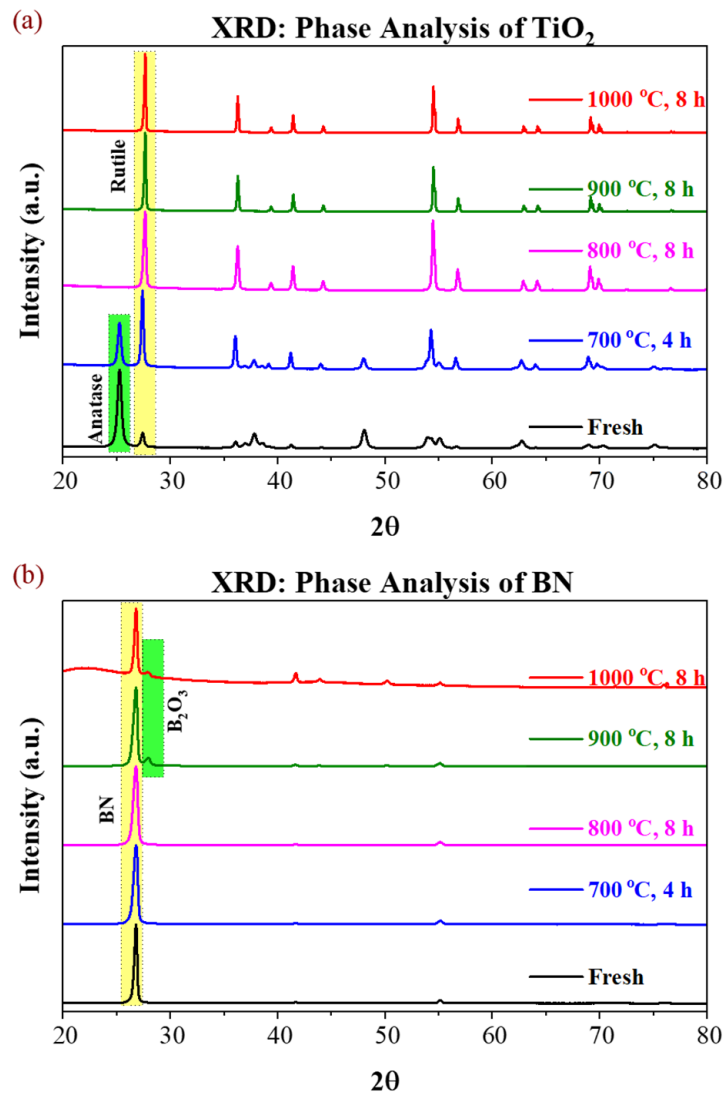 (a)
XRD: Phase Analysis of TiO₂
Intensity (a.u.)
Anatase
Rutile
1000 °C, 8 h
900 °C, 8 h
800 °C, 8 h
700 °C, 4 h
Fresh
20 30 40 50 60 70 80
2θ
(b)
XRD: Phase Analysis of BN
Intensity (a.u.)
BN
B₂O₃
1000 °C, 8 h
900 °C, 8 h
800 °C, 8 h
700 °C, 4 h
Fresh
20 30 40 50 60 70 80
2θ